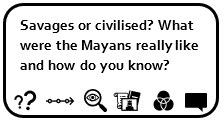 Savages or civilised? What
were the Mayans really like
and how do you know?
??